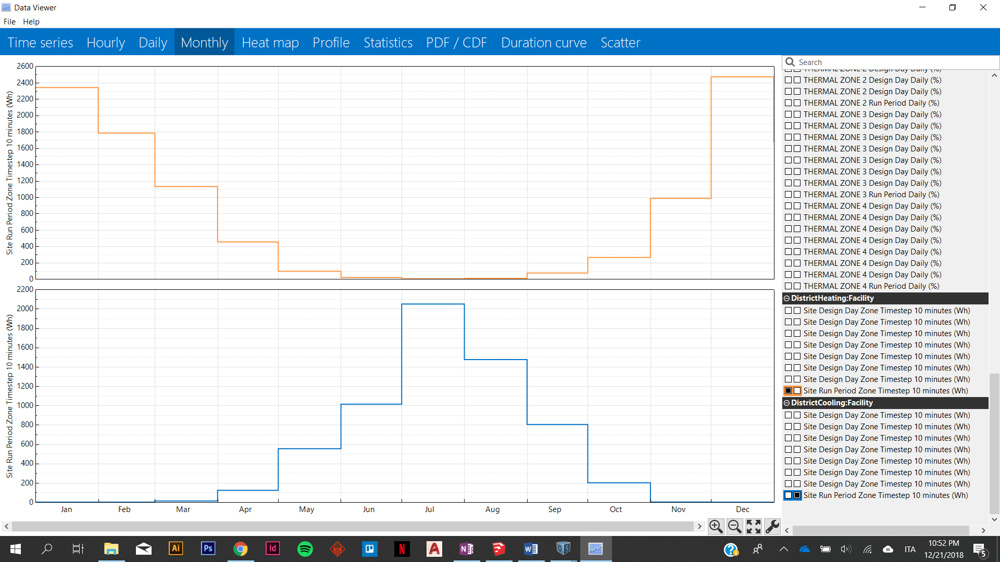 Data Viewer
File Help
Time series Hourly Daily Monthly Heat map Profile Statistics PDF / CDF Duration curve Scatter
Search
2600
2400
2200
2000
1800
1600
1400
1200
1000
800
600
400
200
0
Site Run Period Zone Timestep 10 minutes (Wh)
2200
2000
1800
1600
1400
1200
1000
800
600
400
200
0
Site Run Period Zone Timestep 10 minutes (Wh)
Jan Feb Mar Apr May Jun Jul Aug Sep Oct Nov Dec
THERMAL ZONE 2 Design Day Daily (%)
THERMAL ZONE 2 Design Day Daily (%)
THERMAL ZONE 2 Design Day Daily (%)
THERMAL ZONE 2 Run Period Daily (%)
THERMAL ZONE 3 Design Day Daily (%)
THERMAL ZONE 3 Design Day Daily (%)
THERMAL ZONE 3 Design Day Daily (%)
THERMAL ZONE 3 Design Day Daily (%)
THERMAL ZONE 3 Design Day Daily (%)
THERMAL ZONE 3 Design Day Daily (%)
THERMAL ZONE 3 Design Day Daily (%)
THERMAL ZONE 3 Run Period Daily (%)
THERMAL ZONE 4 Design Day Daily (%)
THERMAL ZONE 4 Design Day Daily (%)
THERMAL ZONE 4 Design Day Daily (%)
THERMAL ZONE 4 Design Day Daily (%)
THERMAL ZONE 4 Design Day Daily (%)
THERMAL ZONE 4 Design Day Daily (%)
THERMAL ZONE 4 Design Day Daily (%)
THERMAL ZONE 4 Run Period Daily (%)
DistrictHeating:Facility
Site Design Day Zone Timestep 10 minutes (Wh)
Site Design Day Zone Timestep 10 minutes (Wh)
Site Design Day Zone Timestep 10 minutes (Wh)
Site Design Day Zone Timestep 10 minutes (Wh)
Site Design Day Zone Timestep 10 minutes (Wh)
Site Design Day Zone Timestep 10 minutes (Wh)
Site Design Day Zone Timestep 10 minutes (Wh)
Site Run Period Zone Timestep 10 minutes (Wh)
DistrictCooling:Facility
Site Design Day Zone Timestep 10 minutes (Wh)
Site Design Day Zone Timestep 10 minutes (Wh)
Site Design Day Zone Timestep 10 minutes (Wh)
Site Design Day Zone Timestep 10 minutes (Wh)
Site Design Day Zone Timestep 10 minutes (Wh)
Site Design Day Zone Timestep 10 minutes (Wh)
Site Design Day Zone Timestep 10 minutes (Wh)
Site Run Period Zone Timestep 10 minutes (Wh)
Ai Ps Id N A N W OS ? ITA
10:52 PM
12/21/2018
5